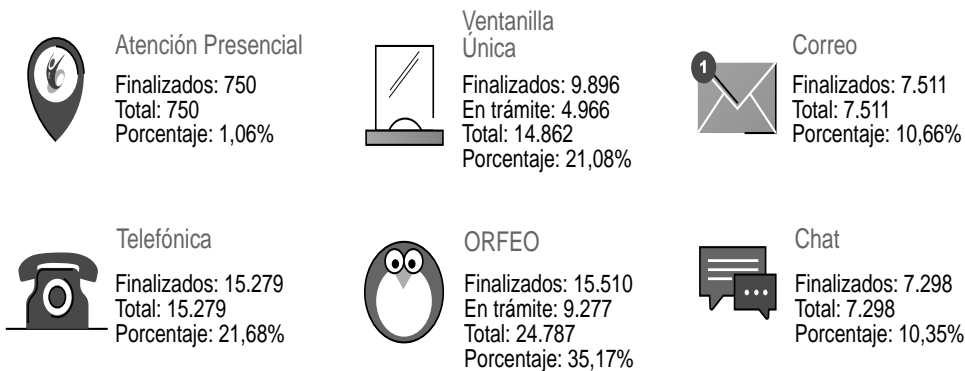 Atención Presencial
Finalizados: 750
Total: 750
Porcentaje: 1,06%
Ventanilla
Única
Finalizados: 9.896
En trámite: 4.966
Total: 14.862
Porcentaje: 21,08%
1
Correo
Finalizados: 7.511
Total: 7.511
Porcentaje: 10,66%
Telefónica
Finalizados: 15.279
Total: 15.279
Porcentaje: 21,68%
ORFEO
Finalizados: 15.510
En trámite: 9.277
Total: 24.787
Porcentaje: 35,17%
Chat
Finalizados: 7.298
Total: 7.298
Porcentaje: 10,35%